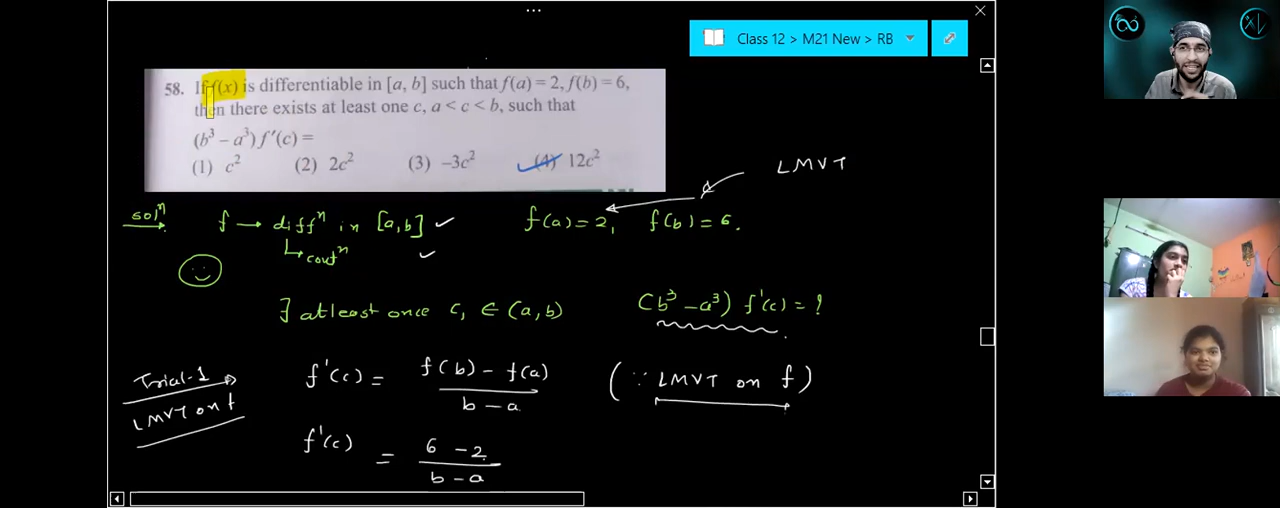 Class 12 > M21 New > RB
58. If f(x) is differentiable in [a, b] such that f(a) = 2, f(b) = 6,
then there exists at least one c, a < c < b, such that
(b³ – a³) f′(c) =
(1) c² (2) 2c² (3) –3c² (4) 12c²
LMVT
solⁿ f → diffⁿ in [a,b] ✓ f(a)=2, f(b)=6.
↳ coutⁿ ✓
∃ atleast once c, ∈ (a,b) (b³ – a³) f'(c) = ?
Trial-1 f'(c) = f(b) – f(a) / b – a (∵ LMVT on f)
LMVT on f
f'(c) = 6 – 2 / b – a